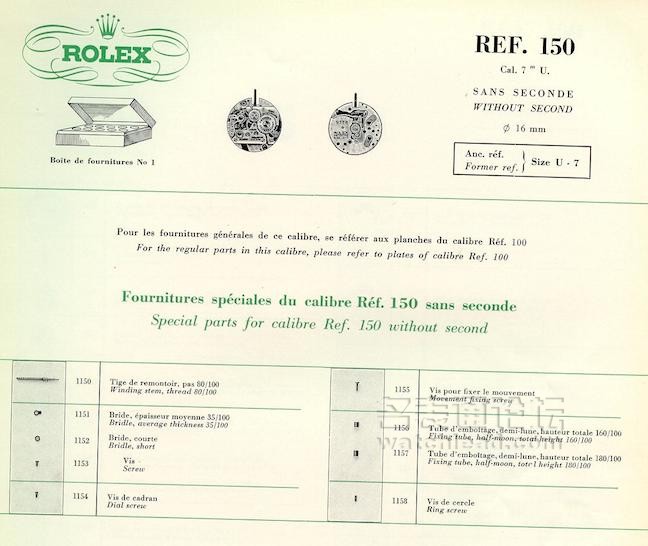 ROLEX
REF. 150
Cal. 7 ''' U.
SANS SECONDE
WITHOUT SECOND
Ø 16 mm
Anc. réf.
Former ref. } Size U - 7
Boîte de fournitures No 1
Pour les fournitures générales de ce calibre, se référer aux planches du calibre Réf. 100
For the regular parts in this calibre, please refer to plates of calibre Ref. 100
Fournitures spéciales du calibre Réf. 150 sans seconde
Special parts for calibre Ref. 150 without second
1150 Tige de remontoir, pas 80/100
Winding stem, thread 80/100
1151 Bride, épaisseur moyenne 35/100
Bridle, average thickness 35/100
1152 Bride, courte
Bridle, short
1153 Vis
Screw
1154 Vis de cadran
Dial screw
1155 Vis pour fixer le mouvement
Movement fixing screw
1156 Tube d'emboîtage, demi-lune, hauteur totale 160/100
Fixing tube, half-moon, total height 160/100
1157 Tube d'emboîtage, demi-lune, hauteur totale 180/100
Fixing tube, half-moon, total height 180/100
1158 Vis de cercle
Ring screw